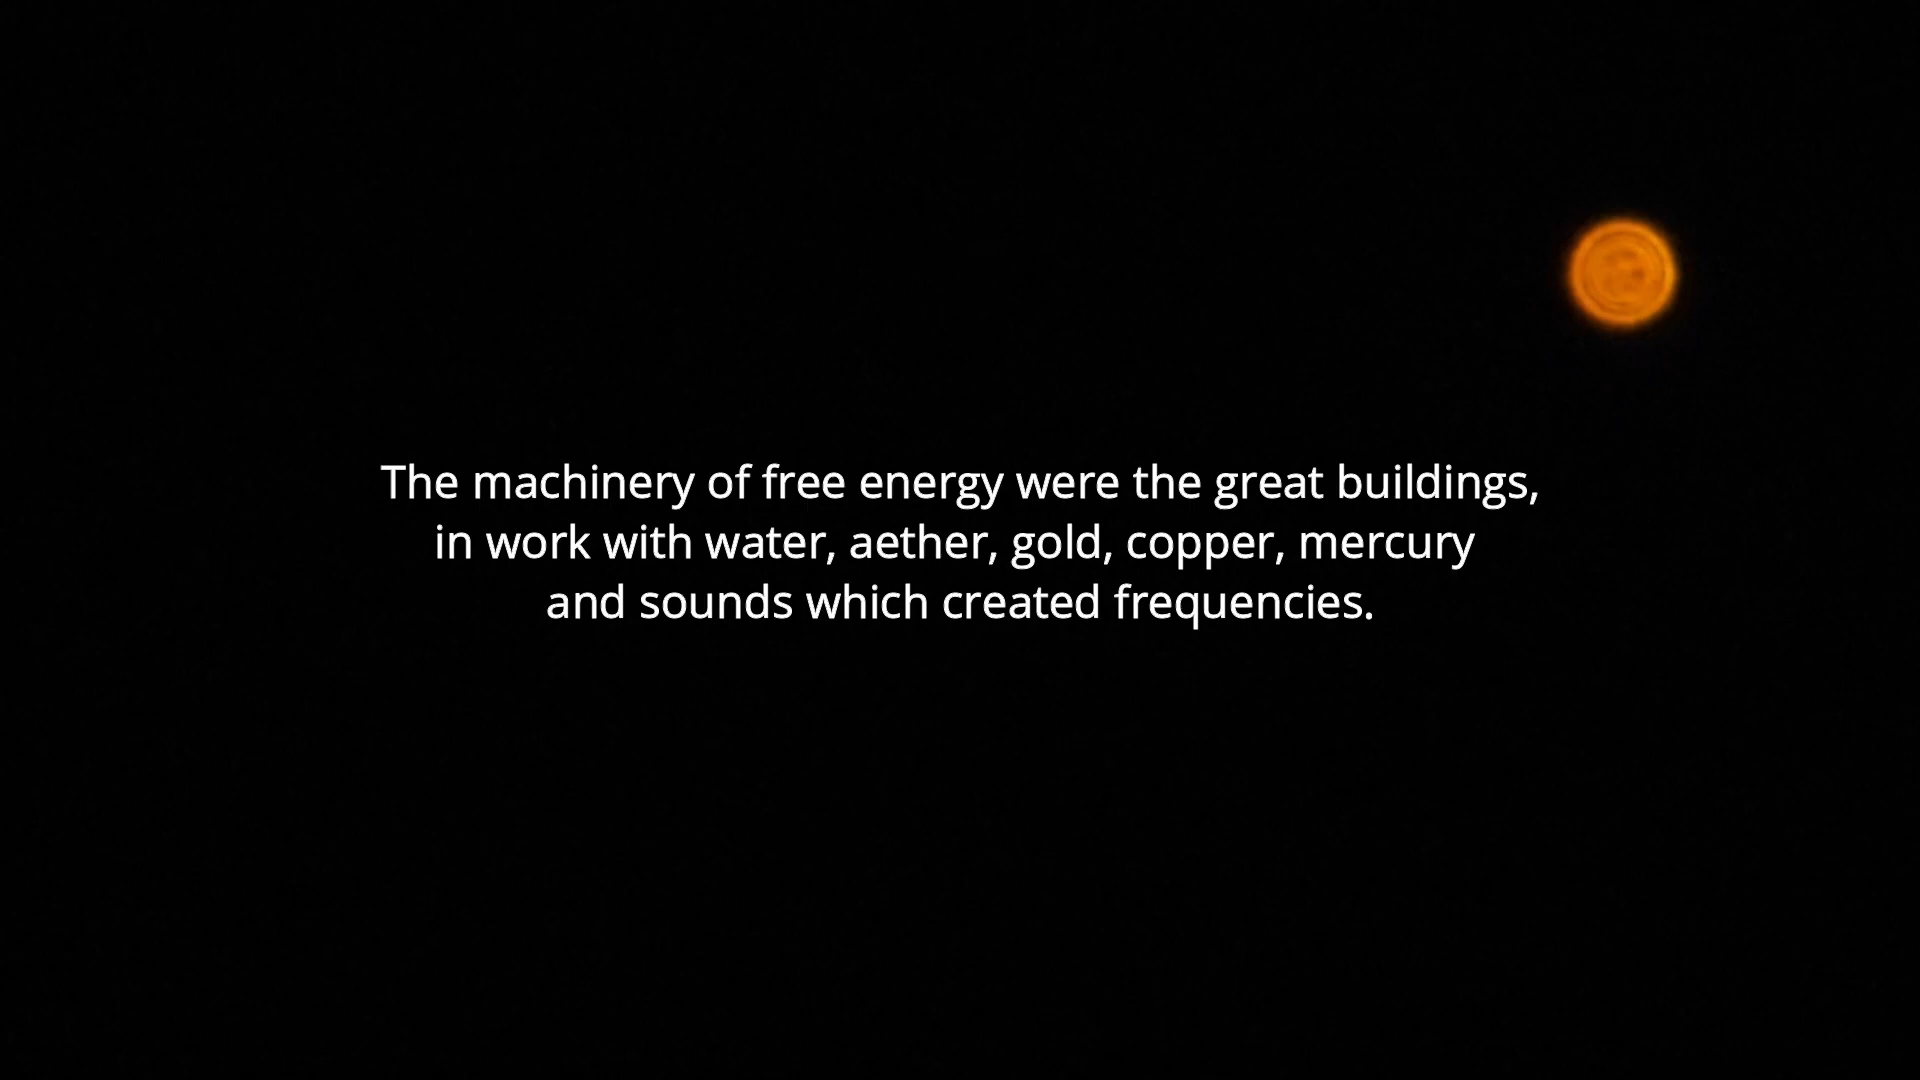 The machinery of free energy were the great buildings,
in work with water, aether, gold, copper, mercury
and sounds which created frequencies.